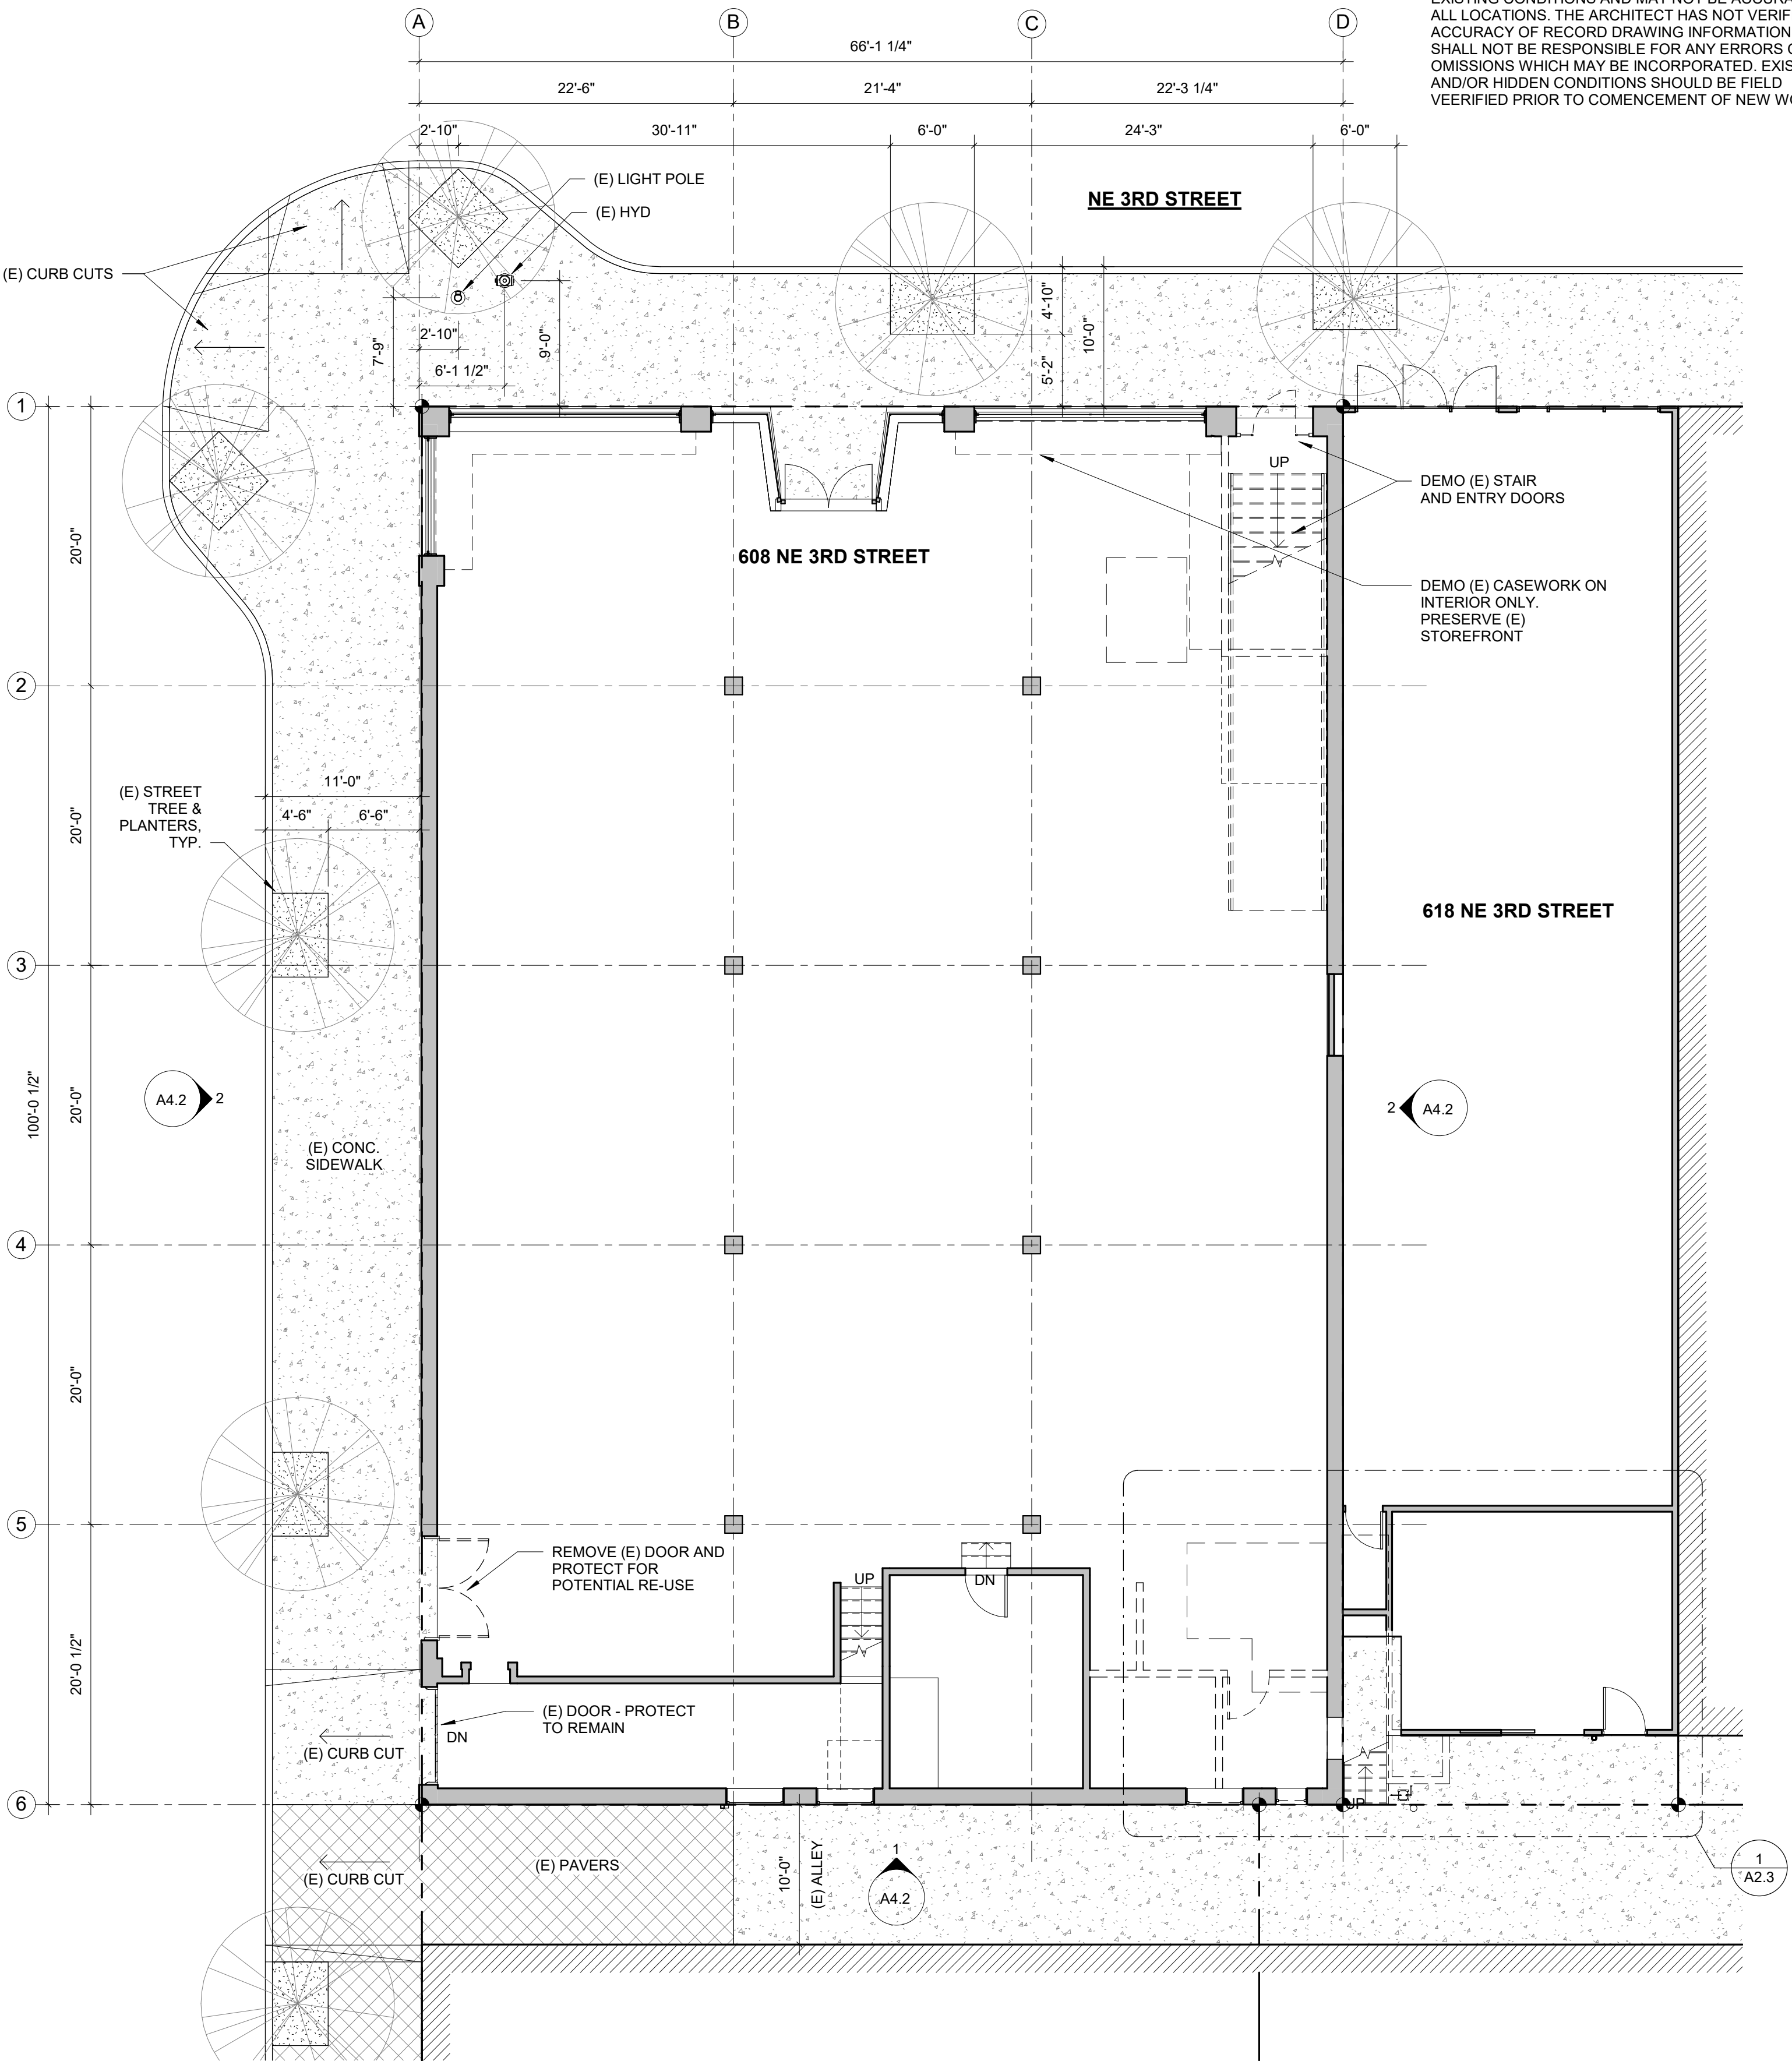 EXISTING CONDITIONS AND MAY NOT BE
ALL LOCATIONS. THE ARCHITECT HAS NOT
ACCURACY OF RECORD DRAWING INFORMATION
SHALL NOT BE RESPONSIBLE FOR ANY ERRORS
OMISSIONS WHICH MAY BE INCORPORATED.
AND/OR HIDDEN CONDITIONS SHOULD BE FIELD
VEERIFIED PRIOR TO COMENCEMENT OF NEW
A
B
C
D
66'-1 1/4"
22'-6"
21'-4"
22'-3 1/4"
2'-10"
30'-11"
6'-0"
24'-3"
6'-0"
(E) LIGHT POLE
(E) HYD
NE 3RD STREET
(E) CURB CUTS
2'-10"
6'-1 1/2"
7'-9"
9'-0"
4'-10"
5'-2"
10'-0"
1
UP
DEMO (E) STAIR
AND ENTRY DOORS
20'-0"
608 NE 3RD STREET
DEMO (E) CASEWORK ON
INTERIOR ONLY.
PRESERVE (E)
STOREFRONT
2
11'-0"
4'-6"
6'-6"
(E) STREET
TREE &
PLANTERS,
TYP.
20'-0"
618 NE 3RD STREET
3
100'-0 1/2"
20'-0"
A4.2
2
2
A4.2
(E) CONC.
SIDEWALK
4
20'-0"
5
REMOVE (E) DOOR AND
PROTECT FOR
POTENTIAL RE-USE
UP
DN
20'-0 1/2"
(E) DOOR - PROTECT
TO REMAIN
DN
(E) CURB CUT
6
UP
(E) CURB CUT
(E) PAVERS
10'-0"
(E) ALLEY
1
A4.2
1
A2.3